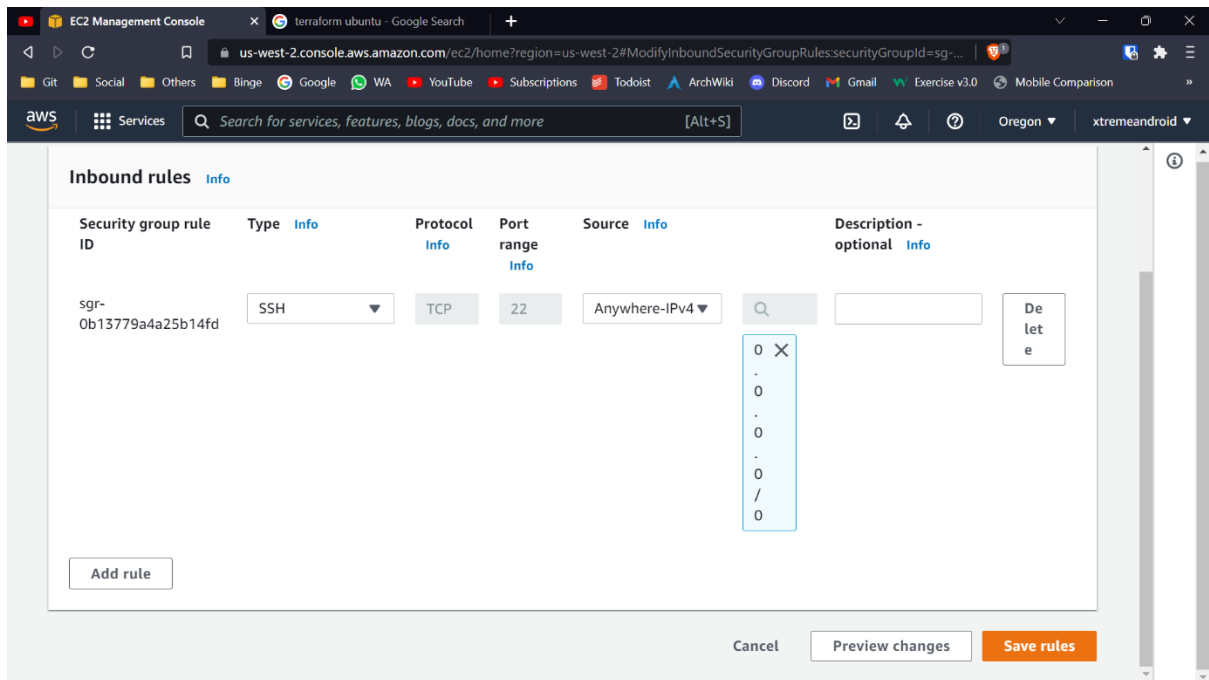 EC2 Management Console
terraform ubuntu - Google Search
us-west-2.console.aws.amazon.com/ec2/home?region=us-west-2#ModifyInboundSecurityGroupRules:securityGroupId=sg-...
1
Git Social Others Binge Google WA YouTube Subscriptions Todoist ArchWiki Discord Gmail Exercise v3.0 Mobile Comparison »
aws Services Search for services, features, blogs, docs, and more [Alt+S] Oregon ▼ xtremeandroid ▼
Inbound rules Info
Security group rule Type Info Protocol Port Source Info Description -
ID Info range optional Info
Info
sgr- SSH TCP 22 Anywhere-IPv4 De
0b13779a4a25b14fd let
e
0
.
0
.
0
.
0
/
0
Add rule
Cancel Preview changes Save rules